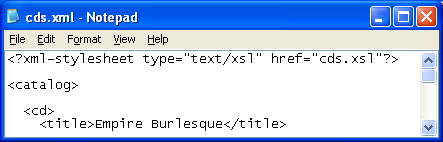 cds.xml - Notepad
File Edit Format View Help
<?xml-stylesheet type="text/xsl" href="cds.xsl"?>
<catalog>
<cd>
<title>Empire Burlesque</title>